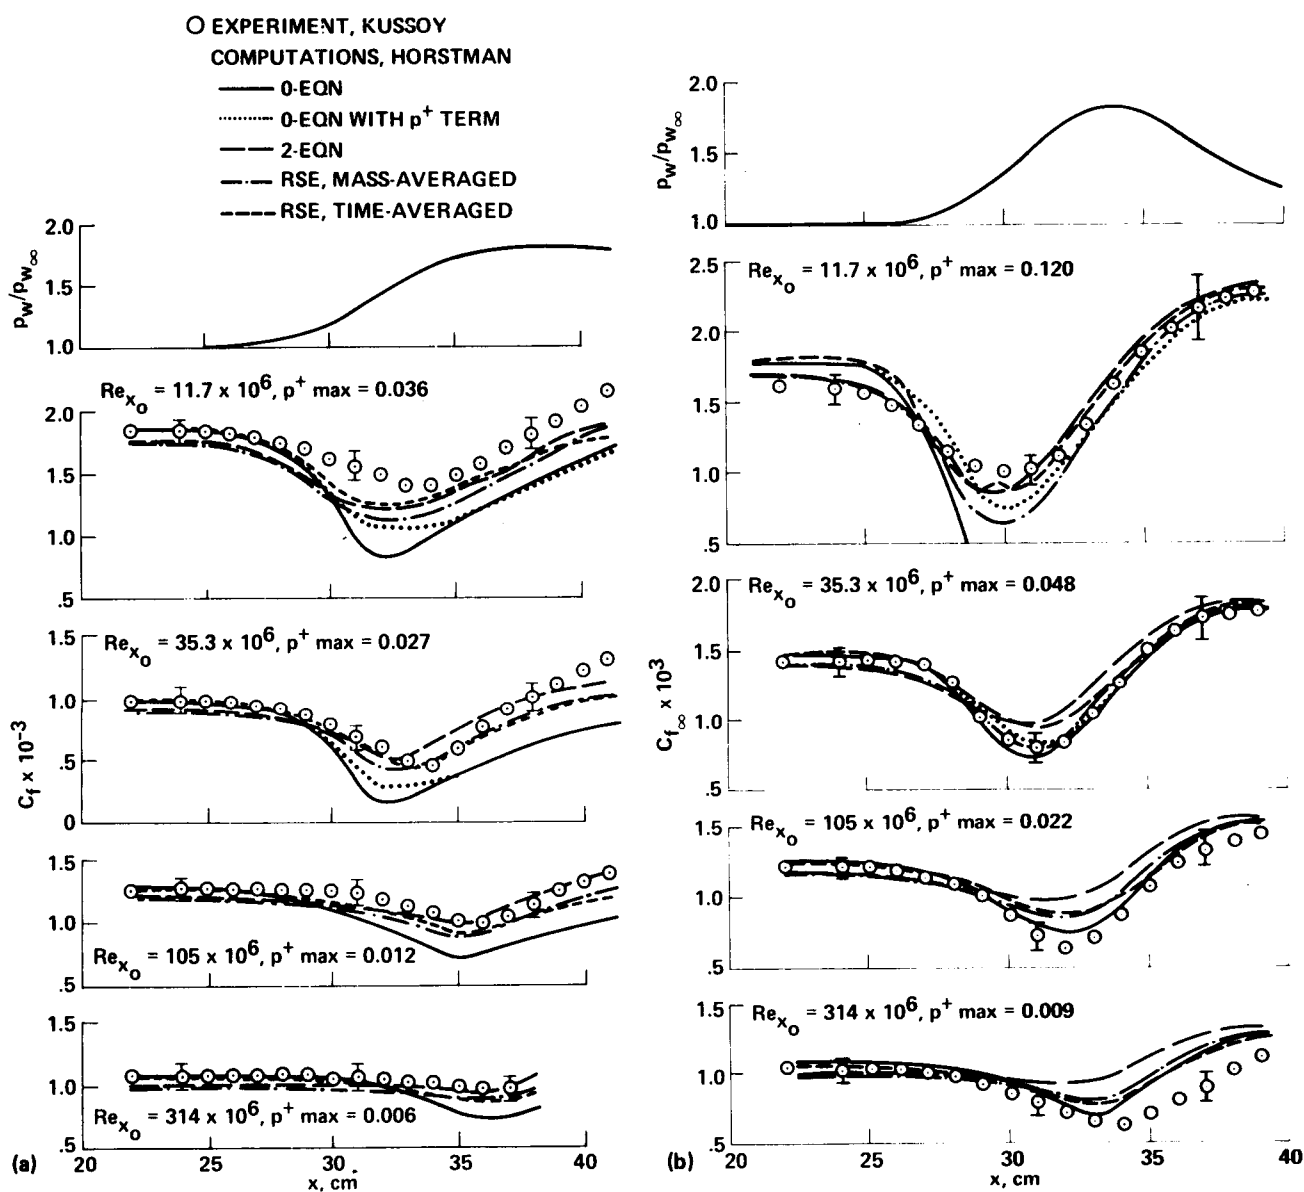 EXPERIMENT, KUSSOY
COMPUTATIONS, HORSTMAN
0-EQN
0-EQN WITH p+ TERM
2-EQN
RSE, MASS-AVERAGED
RSE, TIME-AVERAGED
pw/pw∞
2.0
1.5
1.0
Rexo = 11.7 x 10^6, p+ max = 0.036
2.0
1.5
1.0
.5
Rexo = 35.3 x 10^6, p+ max = 0.027
1.5
1.0
.5
0
Cf x 10^-3
1.5
1.0
.5
Rexo = 105 x 10^6, p+ max = 0.012
1.5
1.0
.5
Rexo = 314 x 10^6, p+ max = 0.006
(a)
20 25 30 35 40
x, cm
pw/pw∞
2.0
1.5
1.0
Rexo = 11.7 x 10^6, p+ max = 0.120
2.5
2.0
1.5
1.0
.5
Rexo = 35.3 x 10^6, p+ max = 0.048
2.0
1.5
1.0
.5
Cf∞ x 10^3
Rexo = 105 x 10^6, p+ max = 0.022
1.5
1.0
.5
Rexo = 314 x 10^6, p+ max = 0.009
1.5
1.0
.5
(b)
20 25 30 35 40
x, cm